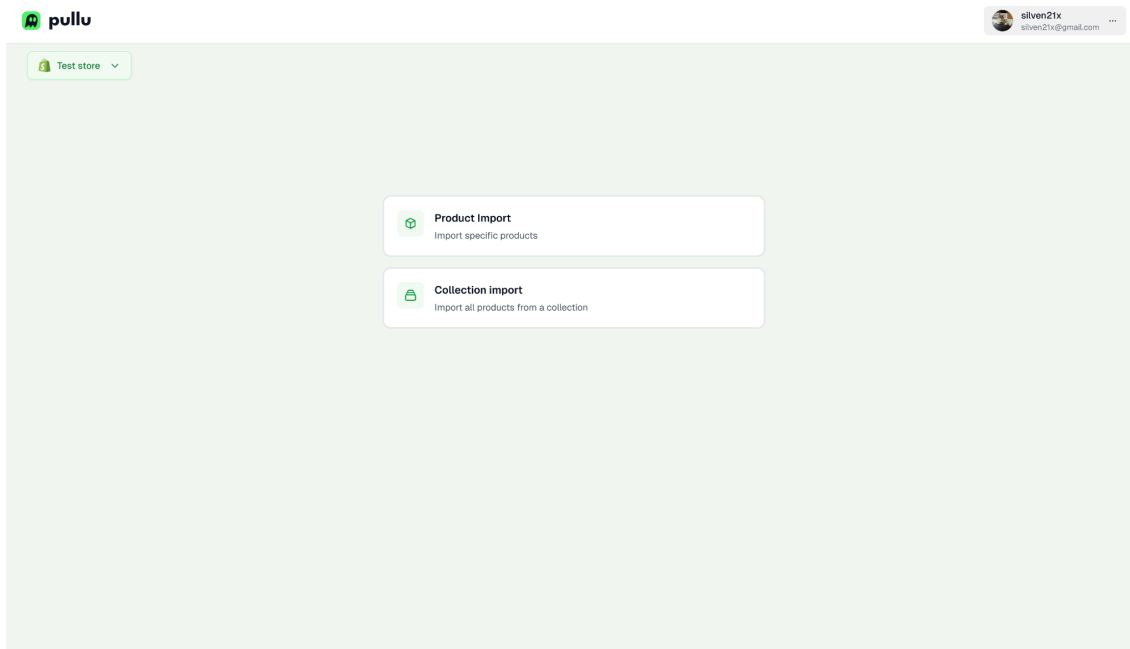 pullu
silven21x
silven21x@gmail.com
Test store
Product Import
Import specific products
Collection import
Import all products from a collection